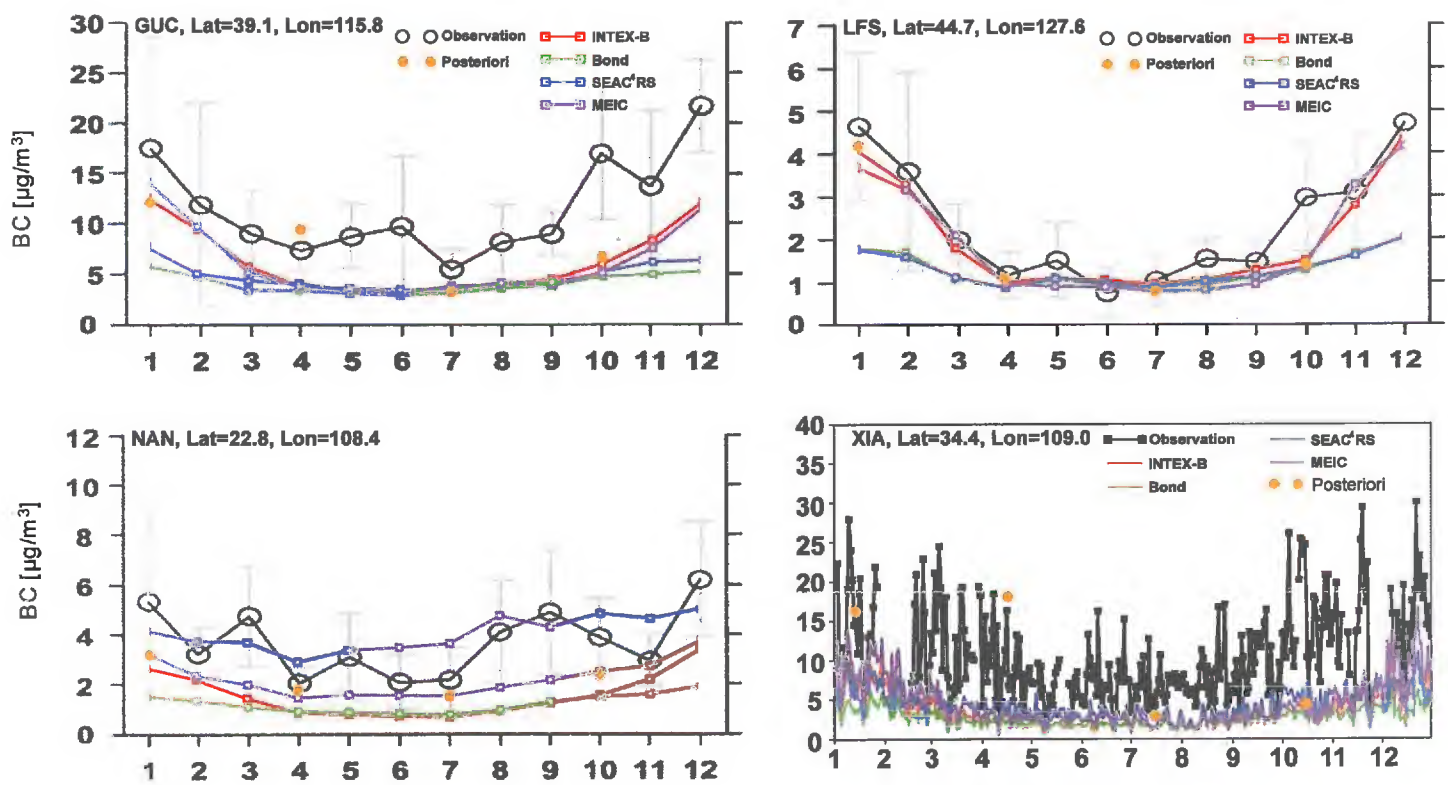 GUC, Lat=39.1, Lon=115.8
Observation
Posteriori
INTEX-B
Bond
SEAC⁴RS
MEIC
BC [µg/m³]
30
25
20
15
10
5
0
1 2 3 4 5 6 7 8 9 10 11 12
LFS, Lat=44.7, Lon=127.6
Observation
Posteriori
INTEX-B
Bond
SEAC⁴RS
MEIC
7
6
5
4
3
2
1
0
1 2 3 4 5 6 7 8 9 10 11 12
NAN, Lat=22.8, Lon=108.4
BC [µg/m³]
12
10
8
6
4
2
0
1 2 3 4 5 6 7 8 9 10 11 12
XIA, Lat=34.4, Lon=109.0
Observation
INTEX-B
Bond
SEAC⁴RS
MEIC
Posteriori
40
35
30
25
20
15
10
5
0
1 2 3 4 5 6 7 8 9 10 11 12